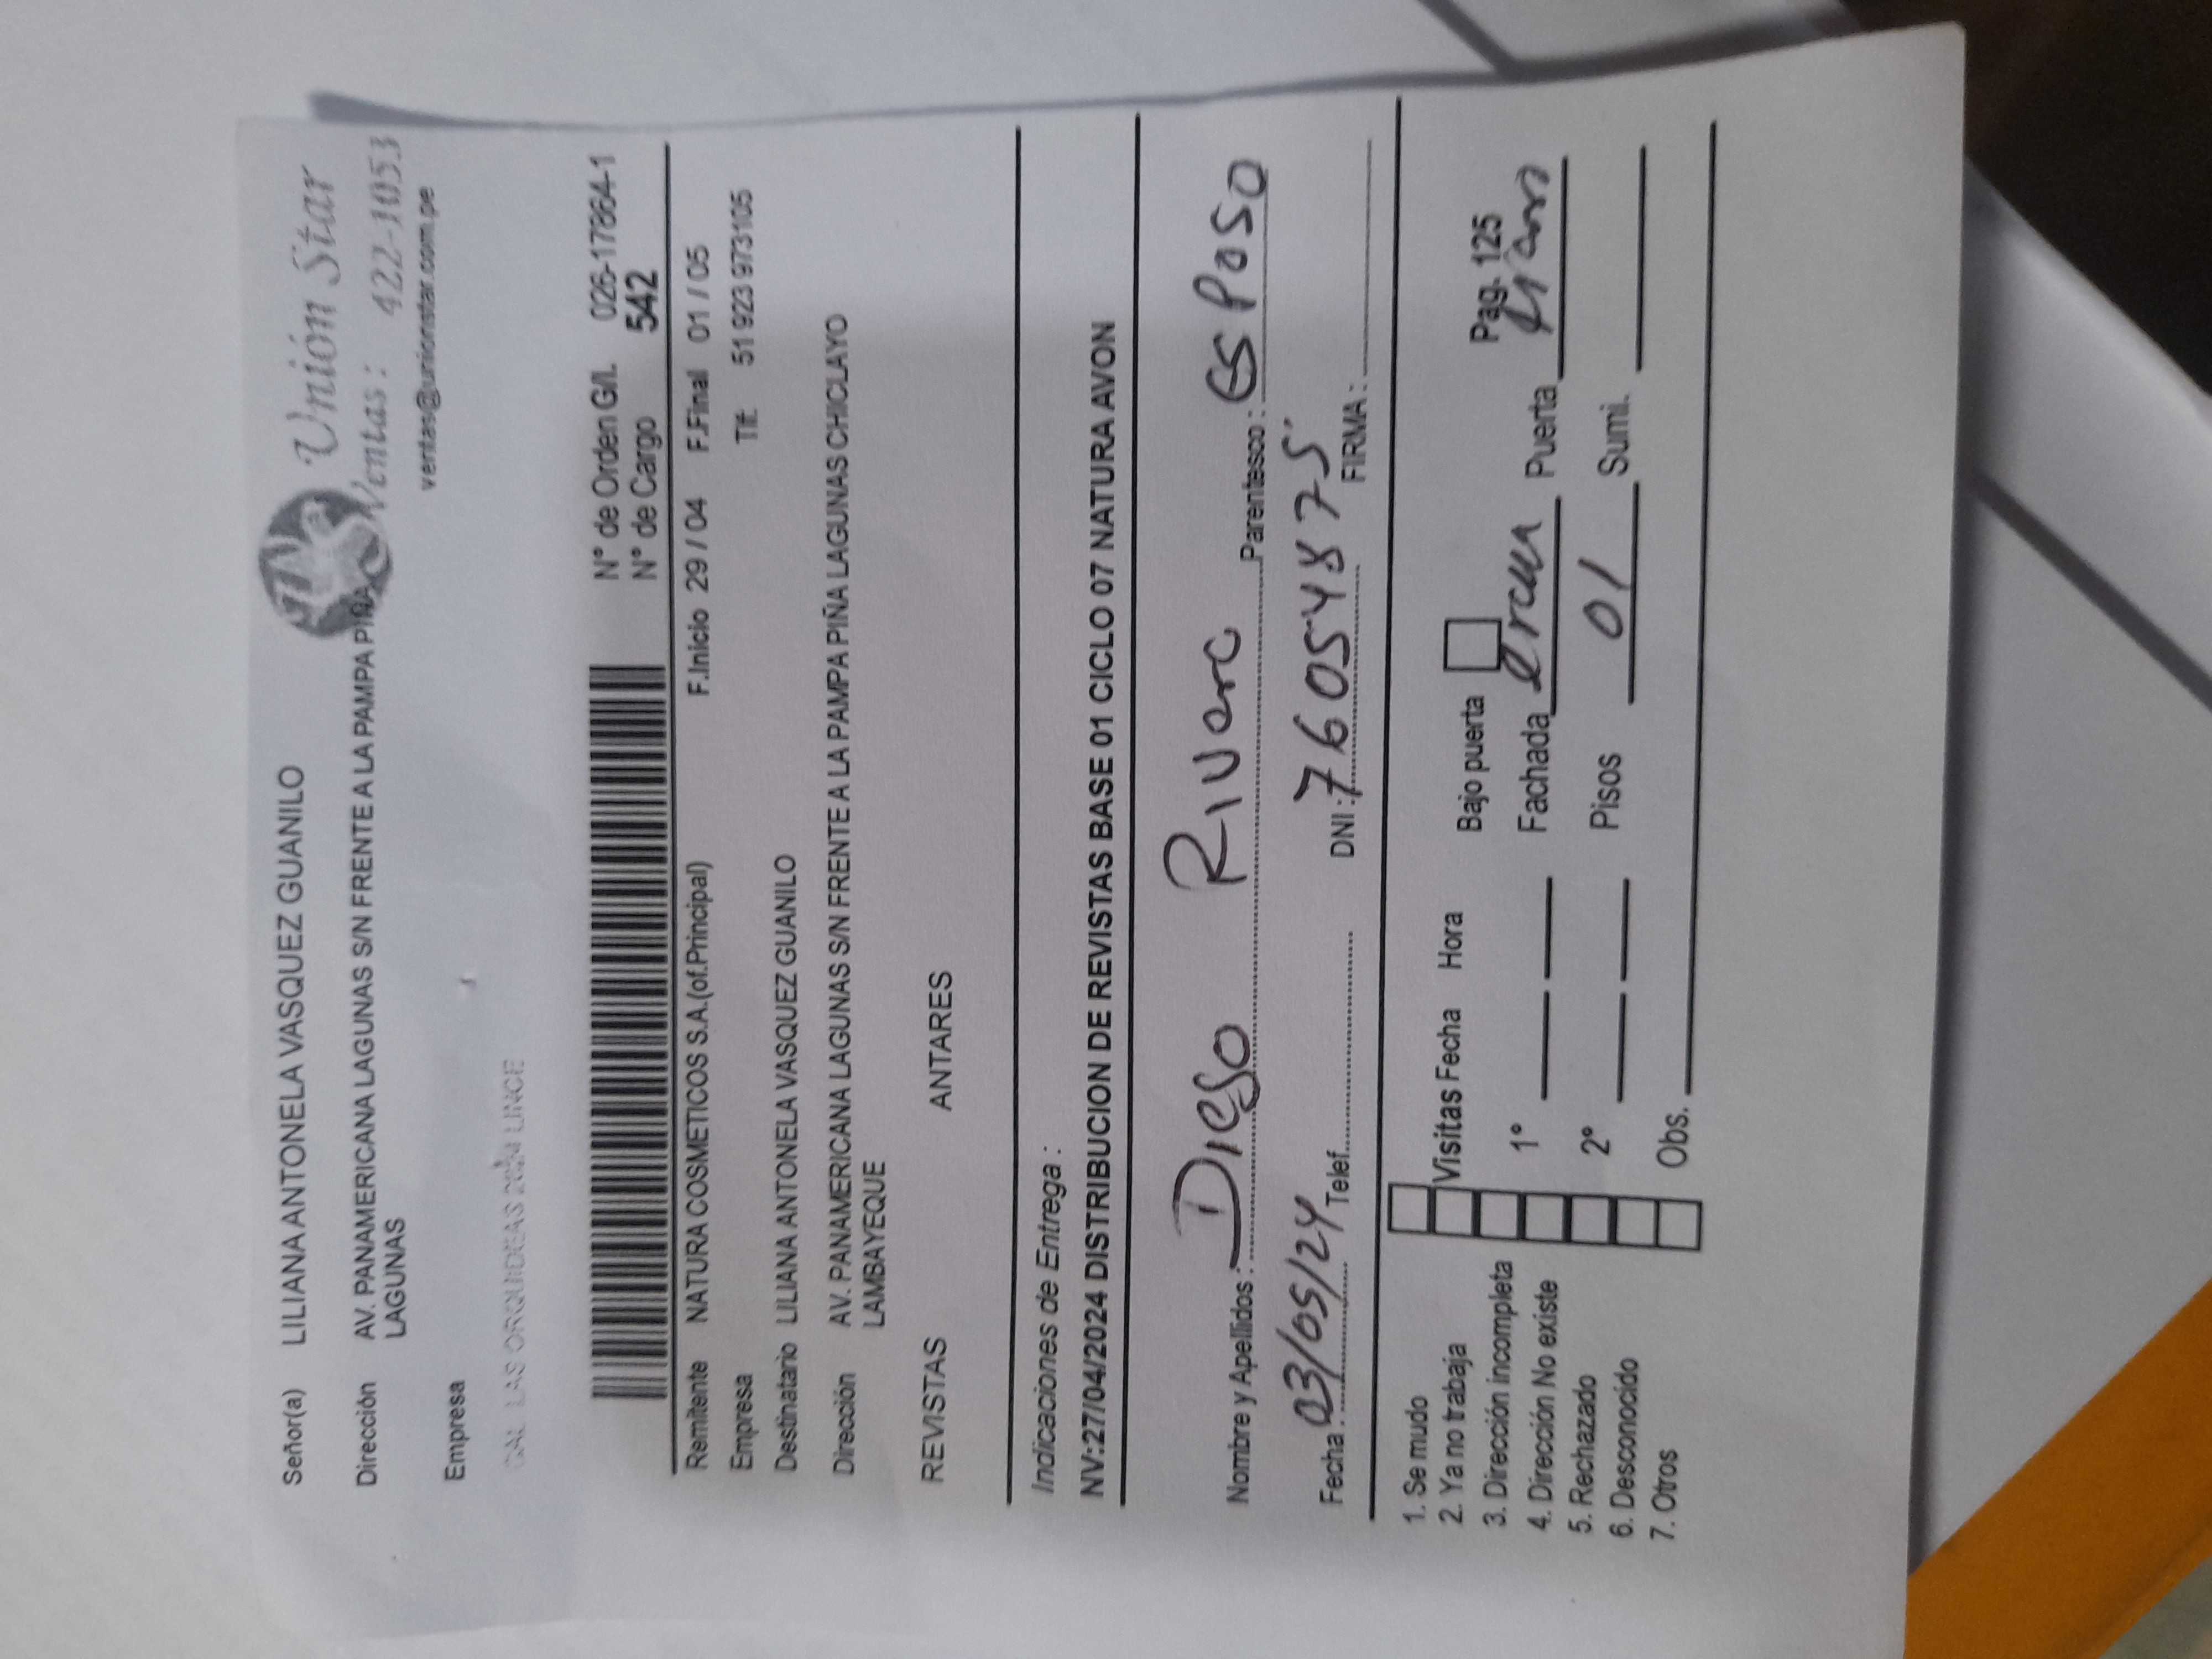 Señor(a) LILIANA ANTONELA VASQUEZ GUANILO
Unión Star
Dirección AV. PANAMERICANA LAGUNAS S/N FRENTE A LA PAMPA PIÑA
LAGUNAS
Ventas: 422-1053
ventas@unionstar.com.pe
Empresa
CAL LAS ORQUIDEAS LINCE
N° de Orden G/L 026-17864-1
N° de Cargo 542
Remitente NATURA COSMETICOS S.A.(of.Principal) F.Inicio 29 / 04 F.Final 01 / 05
Empresa Tlf. 51 923 973105
Destinatario LILIANA ANTONELA VASQUEZ GUANILO
Dirección AV. PANAMERICANA LAGUNAS S/N FRENTE A LA PAMPA PIÑA LAGUNAS CHICLAYO
LAMBAYEQUE
REVISTAS ANTARES
Indicaciones de Entrega :
NV:27/04/2024 DISTRIBUCION DE REVISTAS BASE 01 CICLO 07 NATURA AVON
Nombre y Apellidos : Diego Parentesco : ESPOSO
Fecha : 03/05/24 Telef. DNI : 76054875 FIRMA :
1. Se mudo
2. Ya no trabaja Visitas Fecha Hora Bajo puerta Pag. 125
3. Dirección incompleta
4. Dirección No existe 1° Fachada Puerta
5. Rechazado
6. Desconocido 2° Pisos 01 Sumi.
7. Otros Obs.